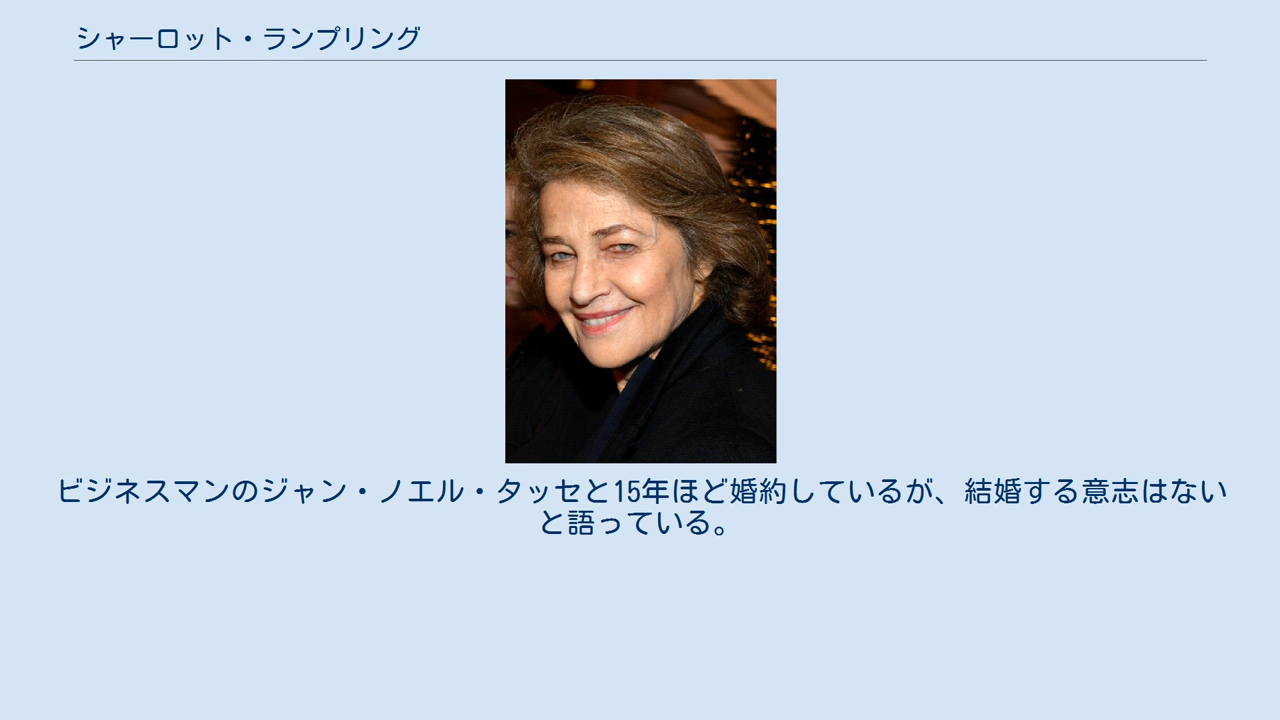 シャーロット・ランプリング
ビジネスマンのジャン・ノエル・タッセと15年ほど婚約しているが、結婚する意志はない
と語っている。